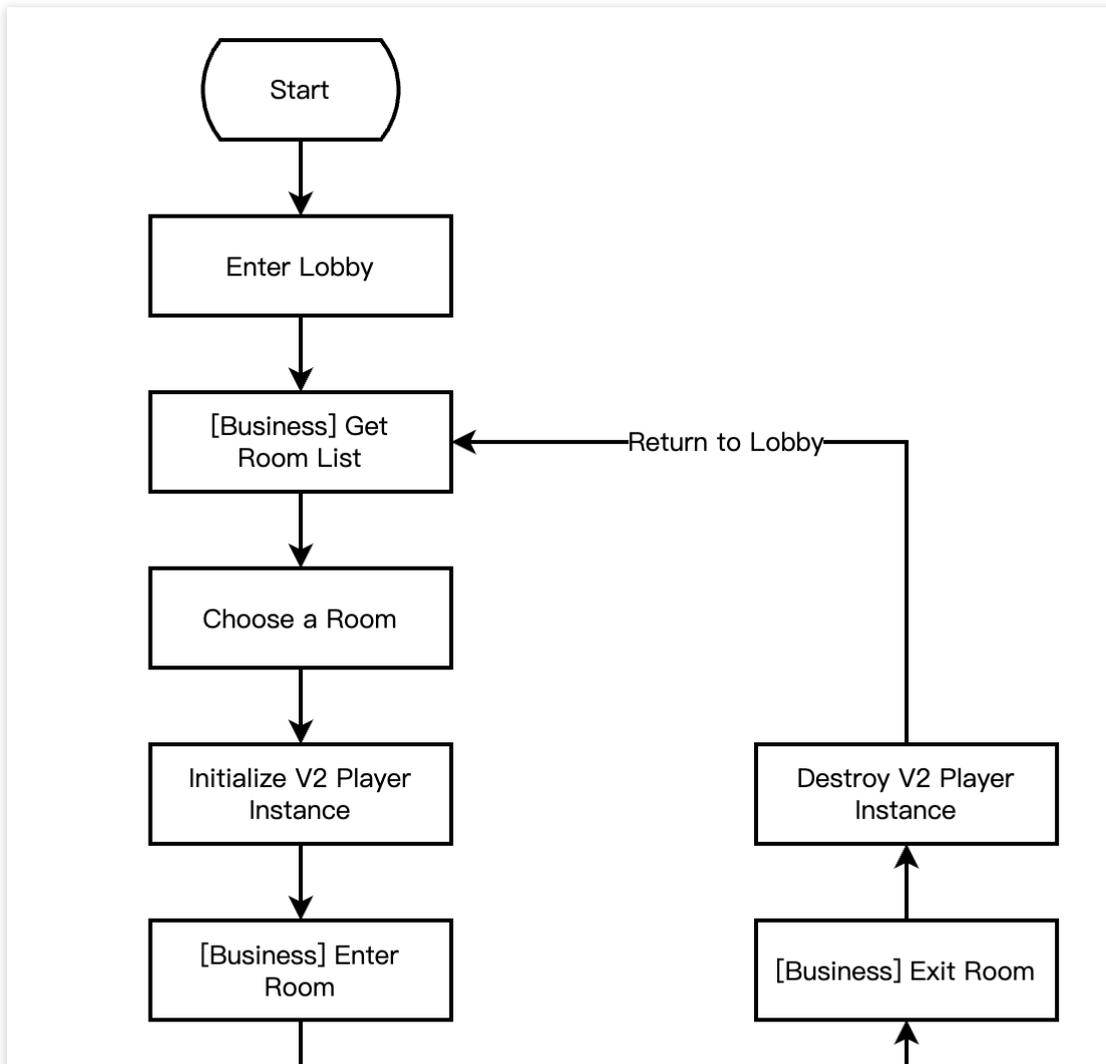 Start
Enter Lobby
[Business] Get
Room List
Return to Lobby
Choose a Room
Initialize V2 Player
Instance
Destroy V2 Player
Instance
[Business] Enter
Room
[Business] Exit Room